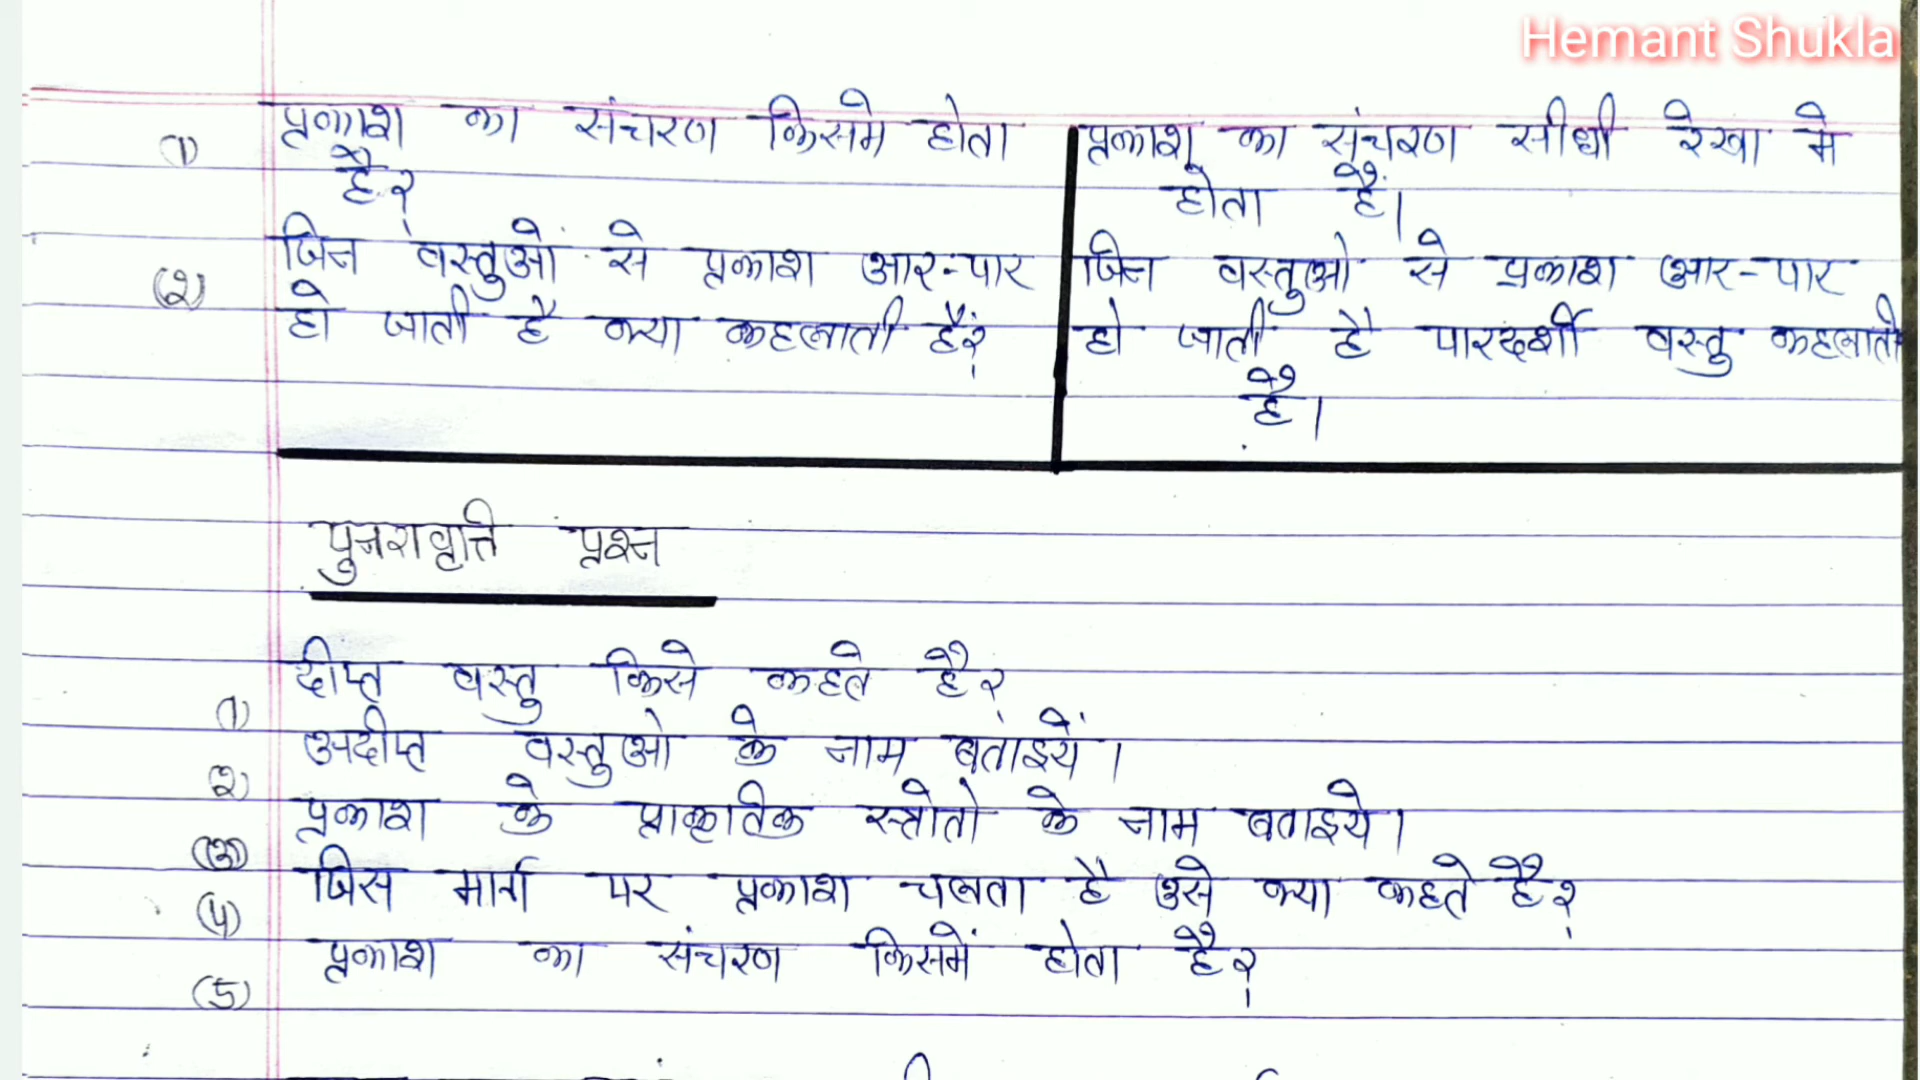 Hemant Shukla
(1) प्रकाश का संचरण किसमे होता
है?
(2) जिन वस्तुओं से प्रकाश आर-पार
हो जाती है क्या कहलाती है?
प्रकाश का संचरण सीधी रेखा मे
होता है।
जिन वस्तुओ से प्रकाश आर-पार
हो जाती है पारदर्शी वस्तु कहलाती
है।
पुनरावृत्ति प्रश्न
(1) दीप्त वस्तु किसे कहते है?
(2) अदीप्त वस्तुओ के नाम बताइये।
(3) प्रकाश के प्राकृतिक स्त्रोतो के नाम बताइये।
(4) जिस मार्ग पर प्रकाश चलता है उसे क्या कहते है?
(5) प्रकाश का संचरण किसमें होता है?